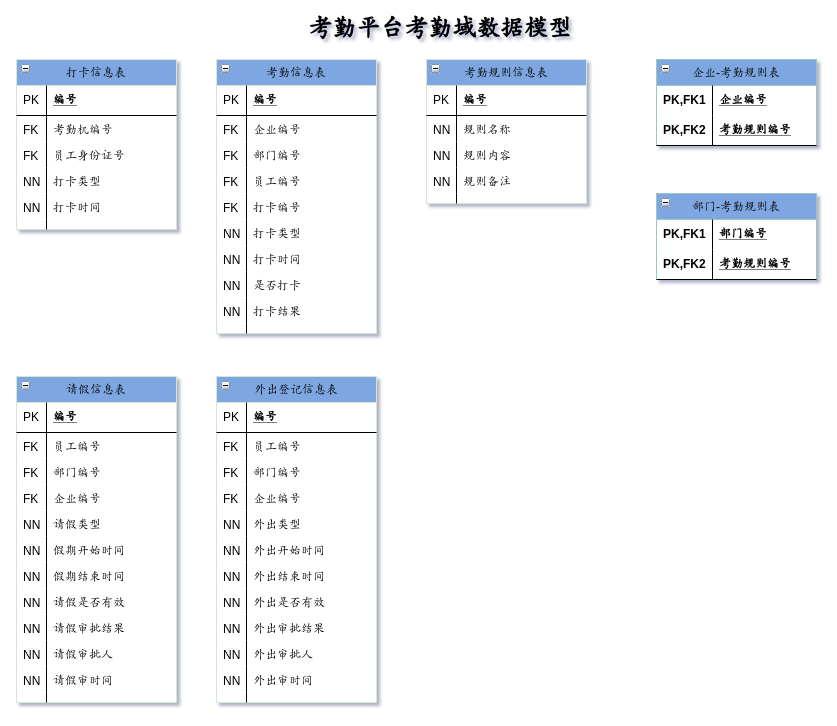 考勤平台考勤域数据模型
打卡信息表
PK 编号
FK 考勤机编号
FK 员工身份证号
NN 打卡类型
NN 打卡时间
考勤信息表
PK 编号
FK 企业编号
FK 部门编号
FK 员工编号
FK 打卡编号
NN 打卡类型
NN 打卡时间
NN 是否打卡
NN 打卡结果
考勤规则信息表
PK 编号
NN 规则名称
NN 规则内容
NN 规则备注
企业-考勤规则表
PK,FK1 企业编号
PK,FK2 考勤规则编号
部门-考勤规则表
PK,FK1 部门编号
PK,FK2 考勤规则编号
请假信息表
PK 编号
FK 员工编号
FK 部门编号
FK 企业编号
NN 请假类型
NN 假期开始时间
NN 假期结束时间
NN 请假是否有效
NN 请假审批结果
NN 请假审批人
NN 请假审时间
外出登记信息表
PK 编号
FK 员工编号
FK 部门编号
FK 企业编号
NN 外出类型
NN 外出开始时间
NN 外出结束时间
NN 外出是否有效
NN 外出审批结果
NN 外出审批人
NN 外出审时间